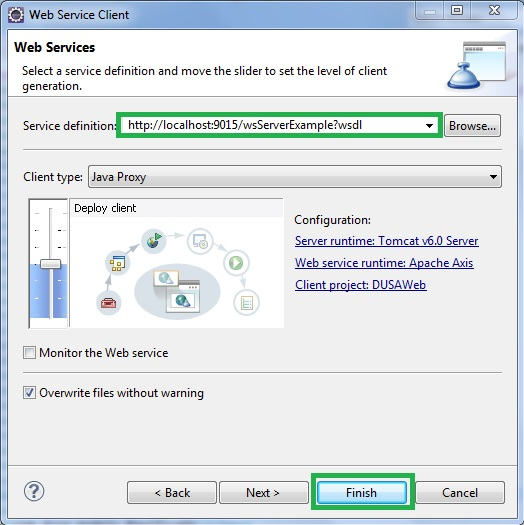 Web Service Client
Web Services
Select a service definition and move the slider to set the level of client
generation.
Service definition: http://localhost:9015/wsServerExample?wsdl Browse...
Client type: Java Proxy
Deploy client
Configuration:
Server runtime: Tomcat v6.0 Server
Web service runtime: Apache Axis
Client project: DUSAWeb
Monitor the Web service
Overwrite files without warning
? < Back Next > Finish Cancel